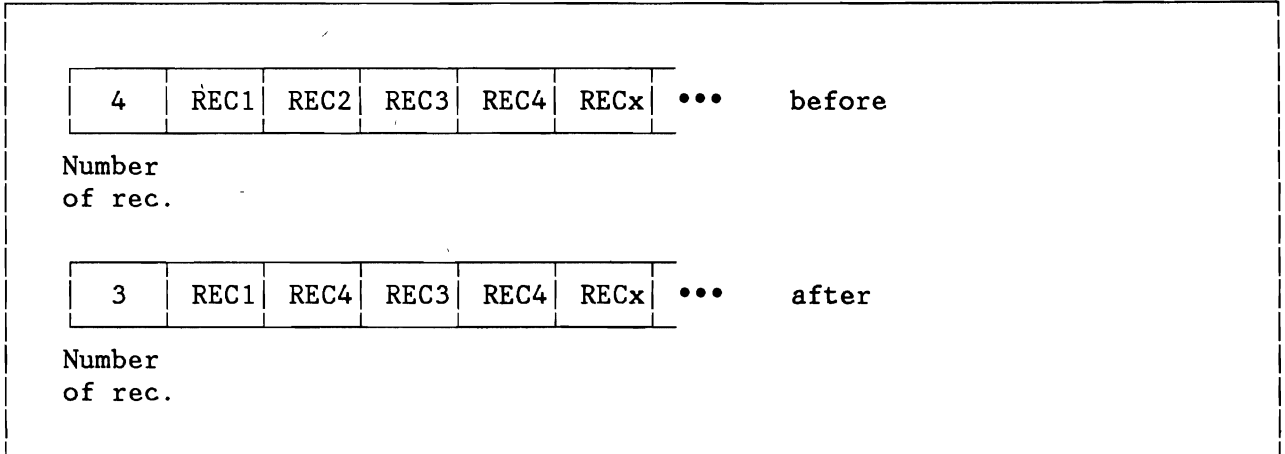 4 REC1 REC2 REC3 REC4 RECx ••• before
Number
of rec.
3 REC1 REC4 REC3 REC4 RECx ••• after
Number
of rec.